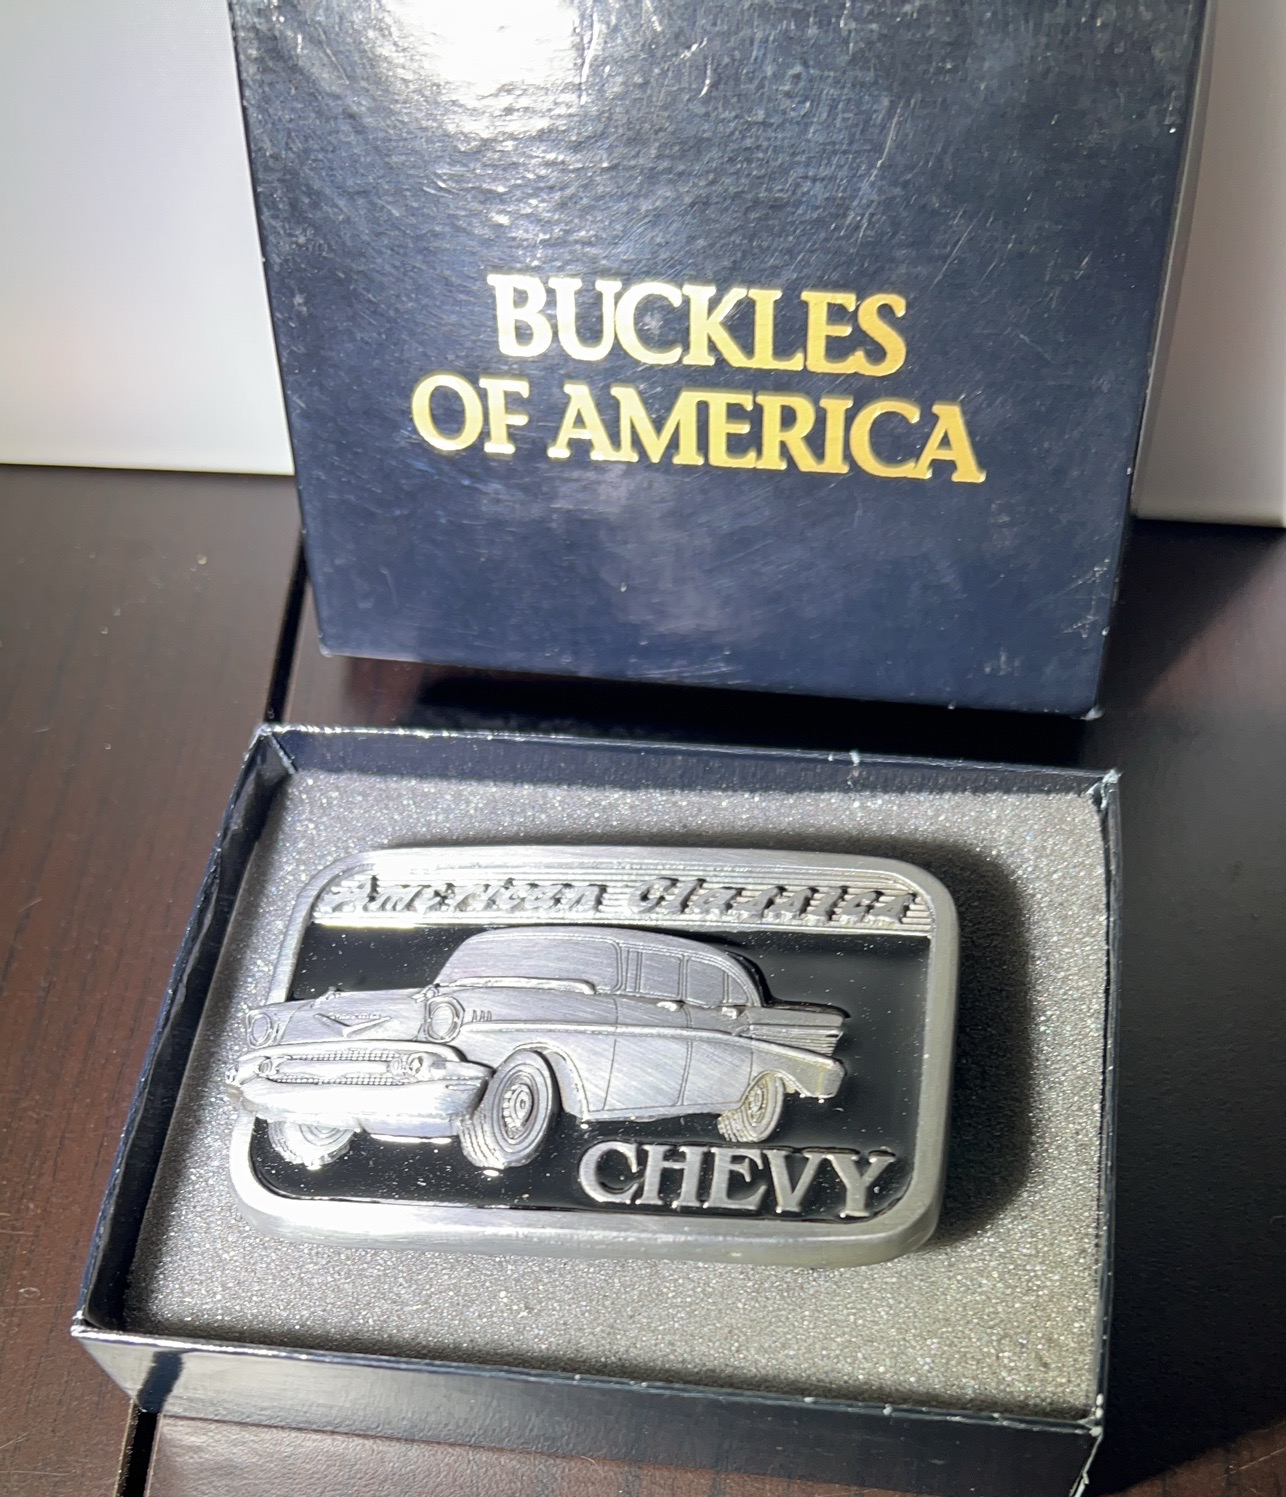 BUCKLES
OF AMERICA
American Classics
CHEVY